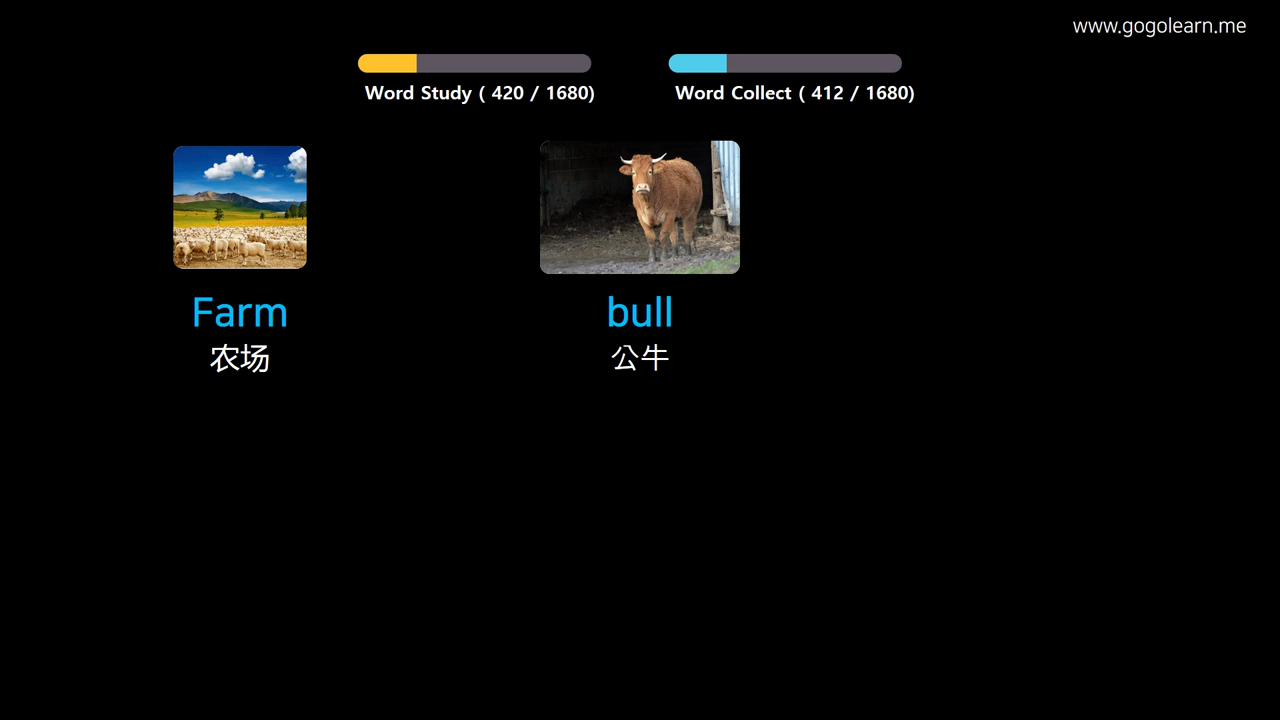 www.gogolearn.me
Word Study ( 420 / 1680)
Word Collect ( 412 / 1680)
Farm
农场
bull
公牛